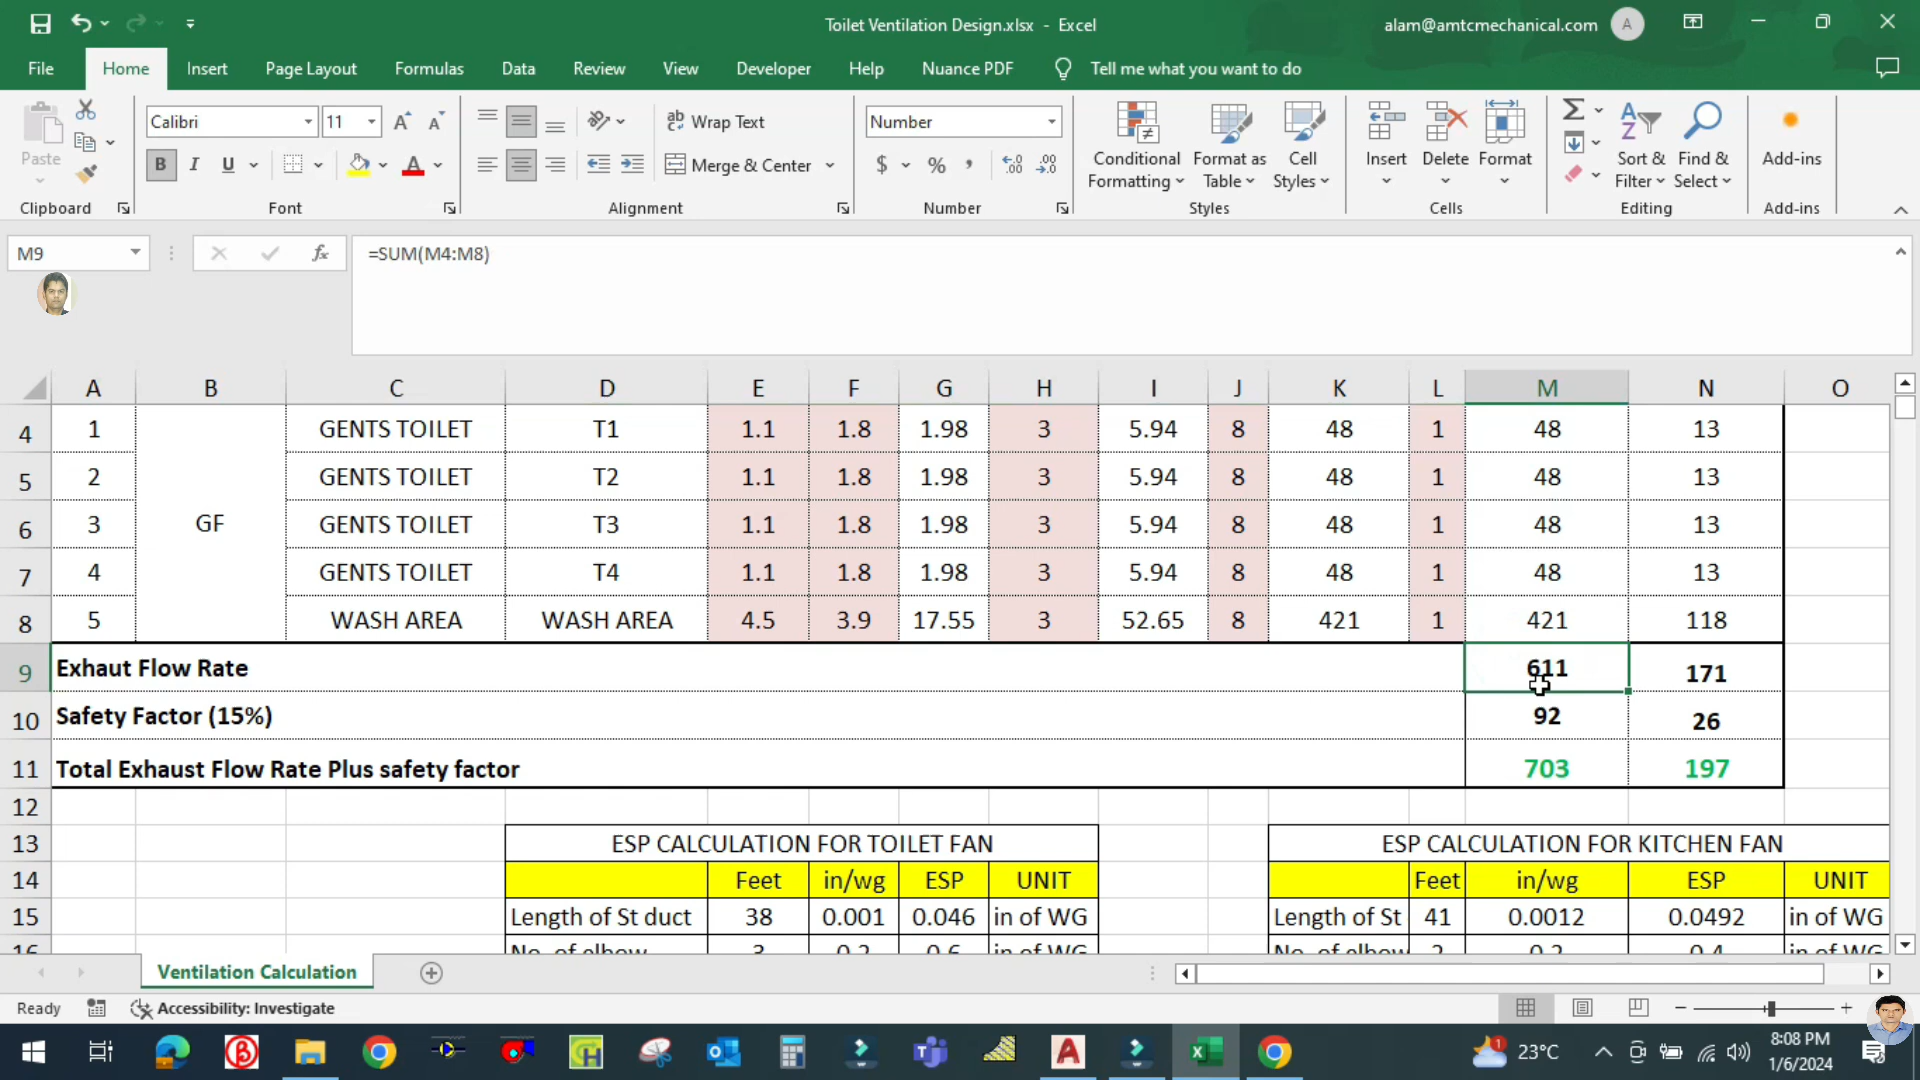 Toilet Ventilation Design.xlsx - Excel
alam@amtcmechanical.com A
File Home Insert Page Layout Formulas Data Review View Developer Help Nuance PDF Tell me what you want to do
Calibri 11 Wrap Text Number
Paste B I U Merge & Center $ % Conditional Formatting Format as Table Cell Styles Insert Delete Format Sort & Filter Find & Select Add-ins
Clipboard Font Alignment Number Styles Cells Editing Add-ins
M9 fx =SUM(M4:M8)
A B C D E F G H I J K L M N O
4 1 GENTS TOILET T1 1.1 1.8 1.98 3 5.94 8 48 1 48 13
5 2 GENTS TOILET T2 1.1 1.8 1.98 3 5.94 8 48 1 48 13
6 3 GF GENTS TOILET T3 1.1 1.8 1.98 3 5.94 8 48 1 48 13
7 4 GENTS TOILET T4 1.1 1.8 1.98 3 5.94 8 48 1 48 13
8 5 WASH AREA WASH AREA 4.5 3.9 17.55 3 52.65 8 421 1 421 118
9 Exhaut Flow Rate 611 171
10 Safety Factor (15%) 92 26
11 Total Exhaust Flow Rate Plus safety factor 703 197
12
13 ESP CALCULATION FOR TOILET FAN ESP CALCULATION FOR KITCHEN FAN
14 Feet in/wg ESP UNIT Feet in/wg ESP UNIT
15 Length of St duct 38 0.001 0.046 in of WG Length of St 41 0.0012 0.0492 in of WG
16 No. of elbow 3 0.2 0.6 in of WG No. of elbow 2 0.2 0.4 in of WG
Ventilation Calculation
Ready Accessibility: Investigate
23°C 8:08 PM
1/6/2024